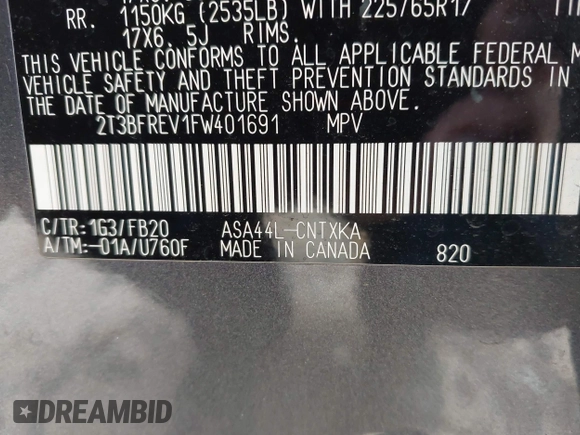 RR. 1150KG (2535LB) WITH 225/65R17
17X6. 5J RIMS.
THIS VEHICLE CONFORMS TO ALL APPLICABLE FEDERAL M
VEHICLE SAFETY AND THEFT PREVENTION STANDARDS IN
THE DATE OF MANUFACTURE SHOWN ABOVE.
2T3BFREV1FW401691 MPV
C/TR: 1G3/FB20 ASA44L-CNTXKA
A/TM:-01A/U760F MADE IN CANADA 820
DREAMBID